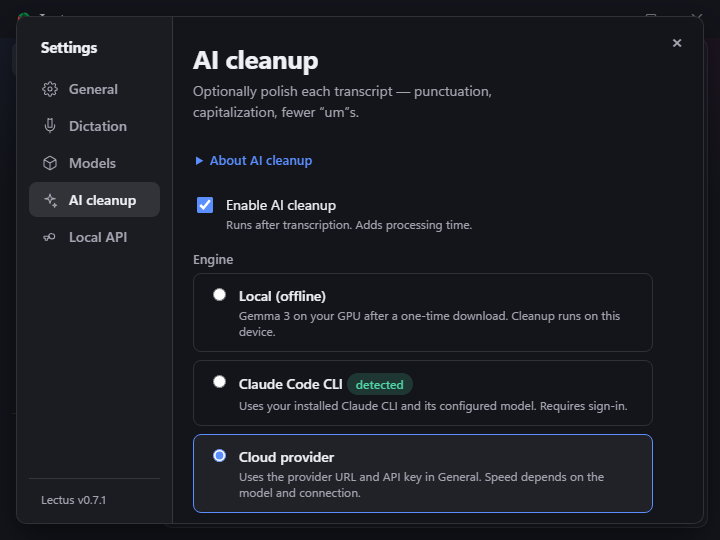 Settings
General
Dictation
Models
AI cleanup
Local API
Lectus v0.7.1
AI cleanup
Optionally polish each transcript — punctuation,
capitalization, fewer “um”s.
About AI cleanup
Enable AI cleanup
Runs after transcription. Adds processing time.
Engine
Local (offline)
Gemma 3 on your GPU after a one-time download. Cleanup runs on this
device.
Claude Code CLI detected
Uses your installed Claude CLI and its configured model. Requires sign-in.
Cloud provider
Uses the provider URL and API key in General. Speed depends on the
model and connection.